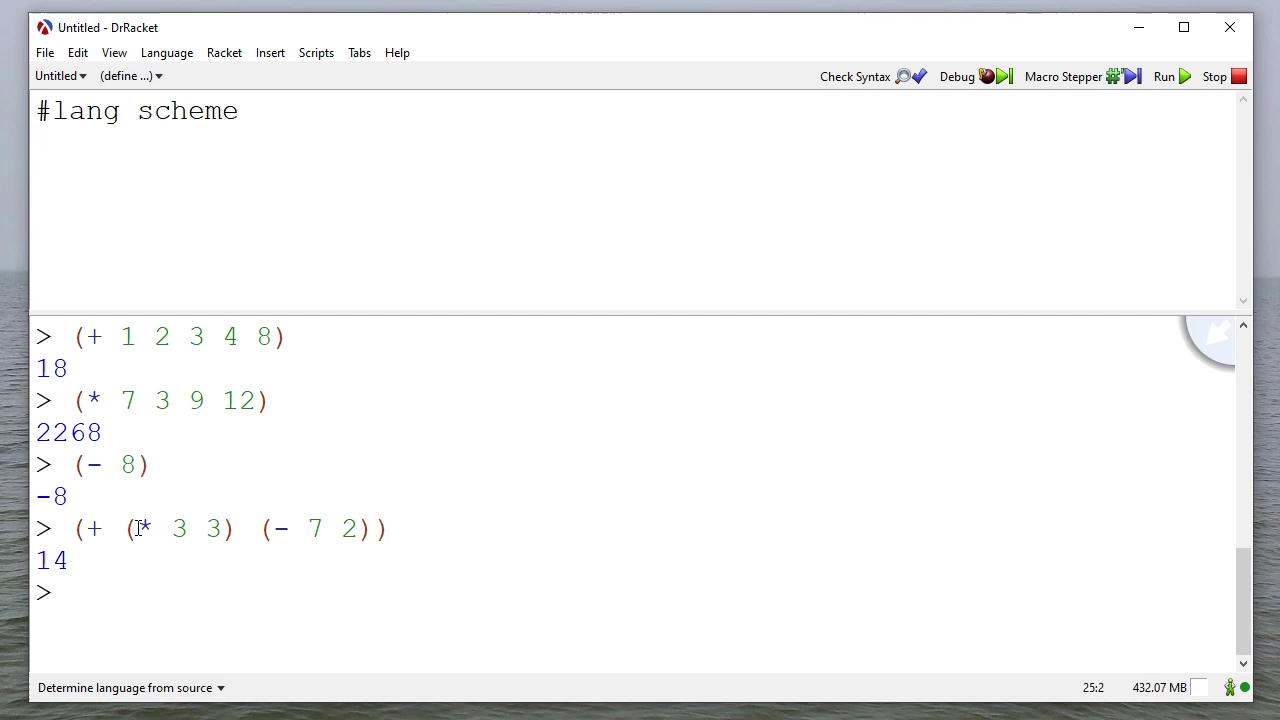 Untitled - DrRacket
File Edit View Language Racket Insert Scripts Tabs Help
Untitled (define ...) Check Syntax Debug Macro Stepper Run Stop
#lang scheme
> (+ 1 2 3 4 8)
18
> (* 7 3 9 12)
2268
> (- 8)
-8
> (+ (* 3 3) (- 7 2))
14
>
Determine language from source 25:2 432.07 MB